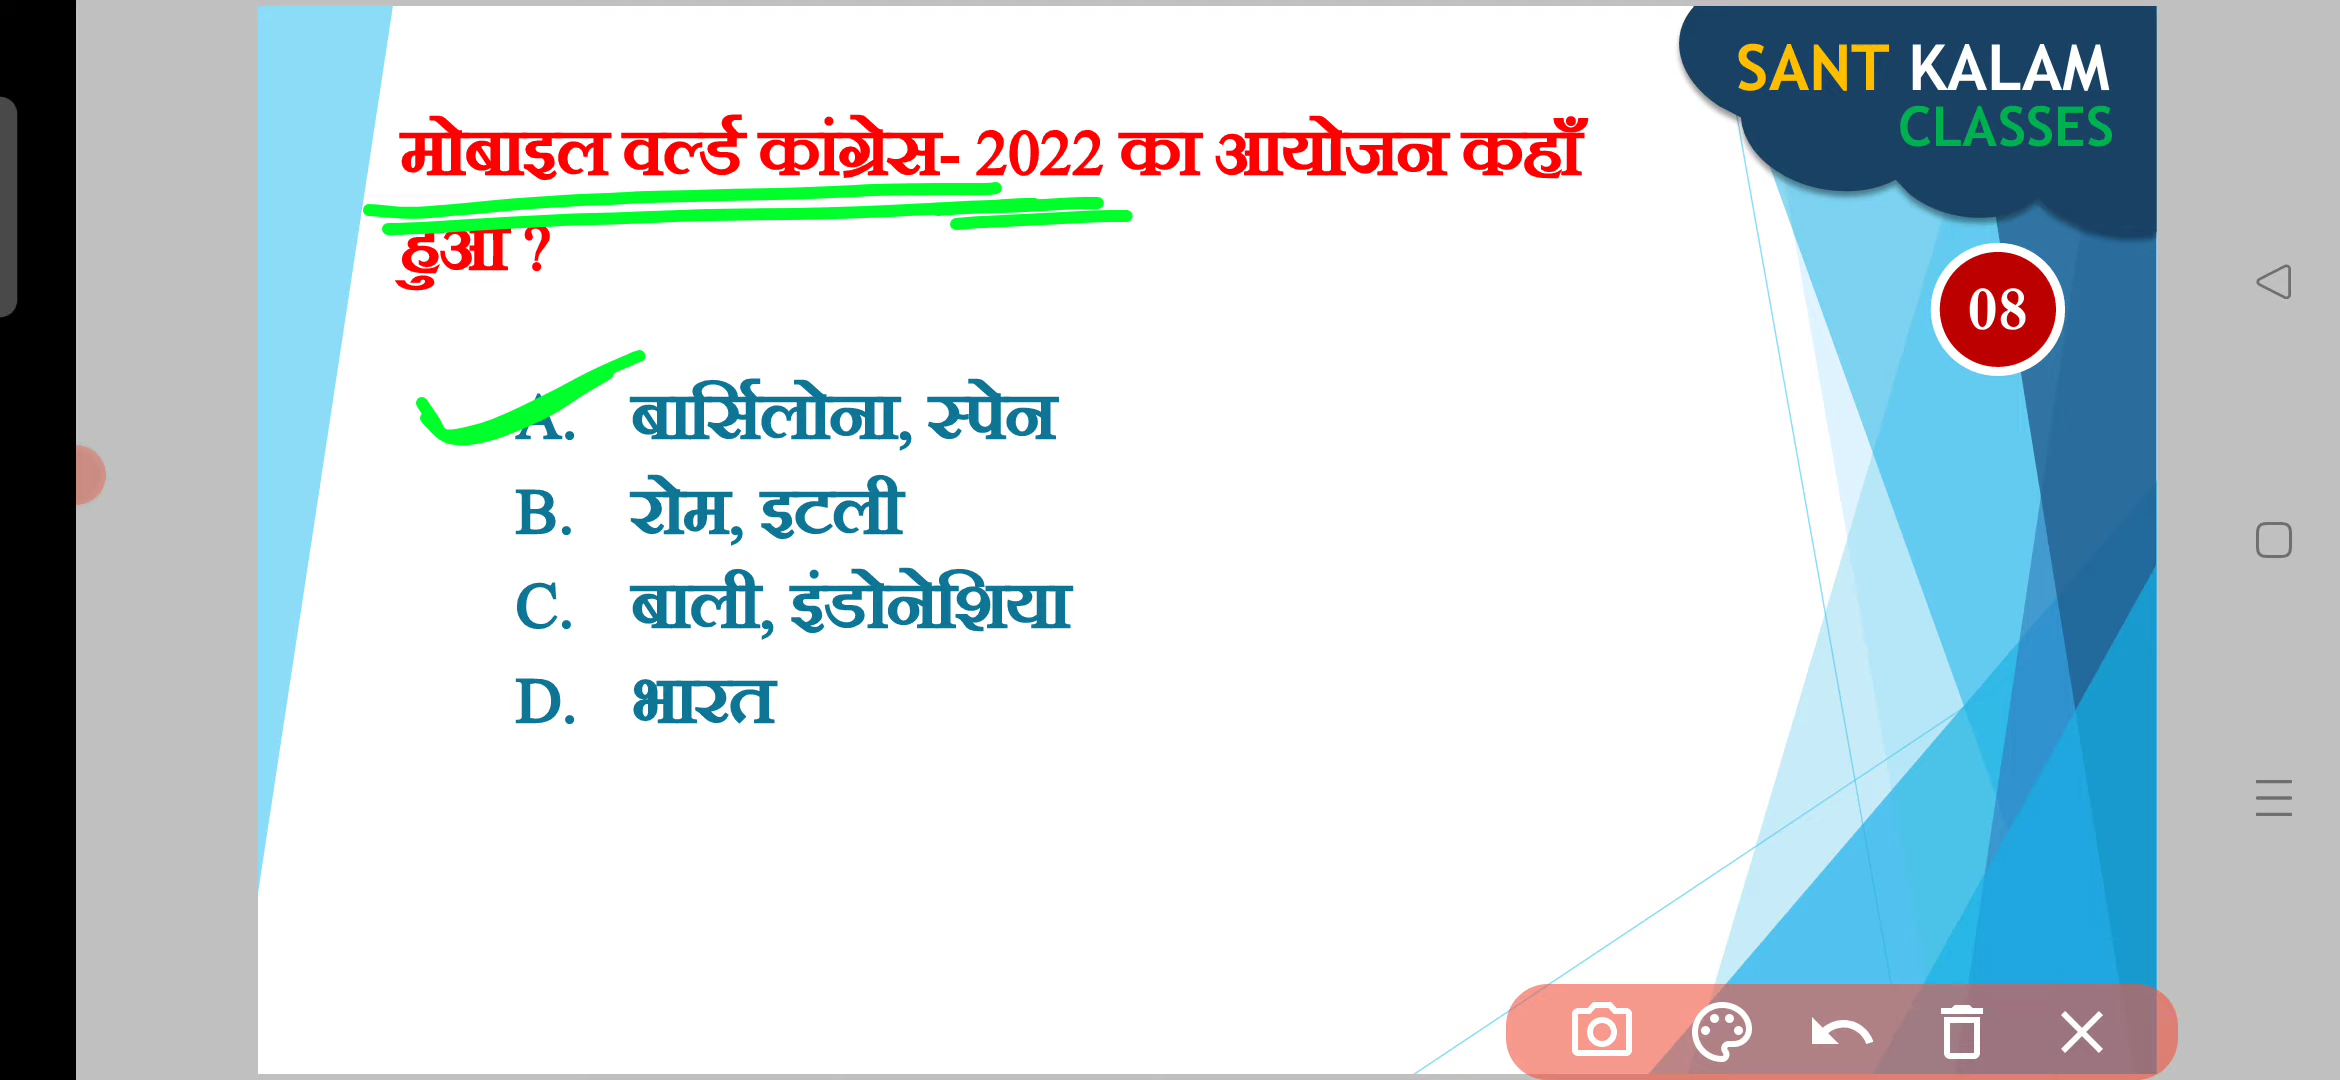 SANT KALAM
CLASSES
मोबाइल वर्ल्ड कांग्रेस- 2022 का आयोजन कहाँ
हुआ ?
08
A. बार्सिलोना, स्पेन
B. रोम, इटली
C. बाली, इंडोनेशिया
D. भारत